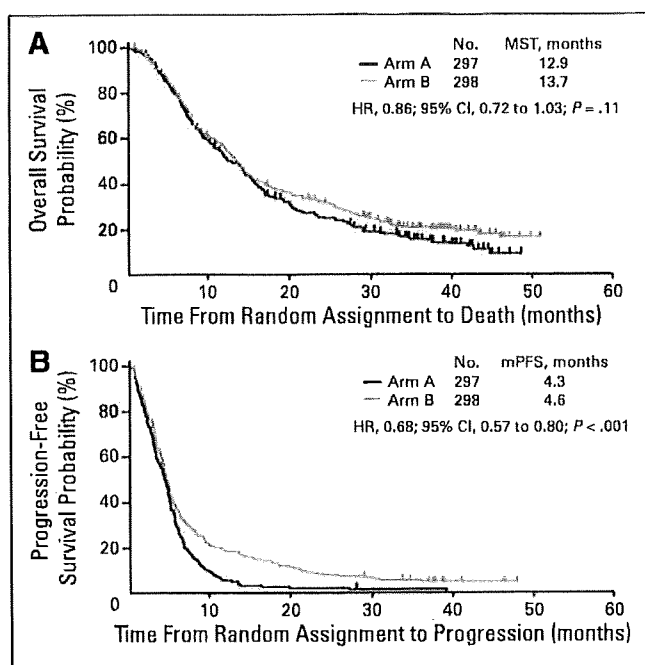 A
No. MST, months
Arm A 297 12.9
Arm B 298 13.7
HR, 0.86; 95% CI, 0.72 to 1.03; P = .11
Overall Survival
Probability (%)
100
80
60
40
20
0
10 20 30 40 50 60
Time From Random Assignment to Death (months)
B
No. mPFS, months
Arm A 297 4.3
Arm B 298 4.6
HR, 0.68; 95% CI, 0.57 to 0.80; P < .001
Progression-Free
Survival Probability (%)
100
80
60
40
20
0
10 20 30 40 50 60
Time From Random Assignment to Progression (months)